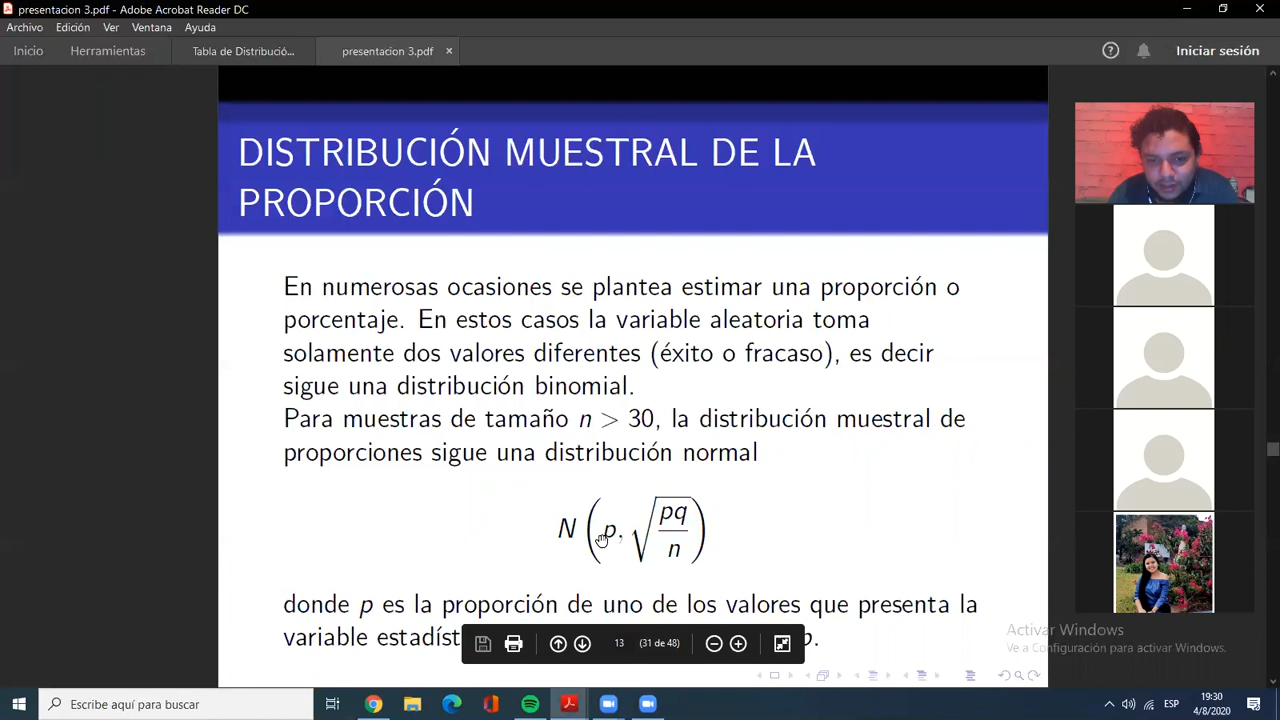 presentacion 3.pdf - Adobe Acrobat Reader DC
Archivo Edición Ver Ventana Ayuda
Inicio Herramientas Tabla de Distribució... presentacion 3.pdf × Iniciar sesión
DISTRIBUCIÓN MUESTRAL DE LA
PROPORCIÓN
En numerosas ocasiones se plantea estimar una proporción o
porcentaje. En estos casos la variable aleatoria toma
solamente dos valores diferentes (éxito o fracaso), es decir
sigue una distribución binomial.
Para muestras de tamaño n > 30, la distribución muestral de
proporciones sigue una distribución normal
N(p, √(pq/n))
donde p es la proporción de uno de los valores que presenta la
variable p.
13 (31 de 48)
Activar Windows
Ve a Configuración para activar Windows.
Escribe aquí para buscar
ESP
19:30
4/8/2020